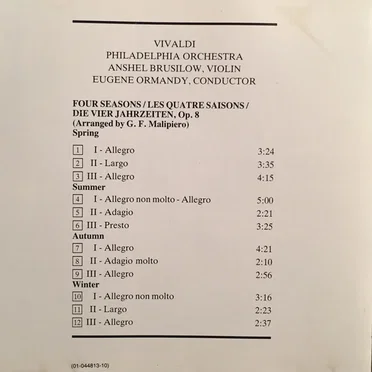 VIVALDI
PHILADELPHIA ORCHESTRA
ANSHEL BRUSILOW, VIOLIN
EUGENE ORMANDY, CONDUCTOR
FOUR SEASONS/LES QUATRE SAISONS/
DIE VIER JAHRZEITEN, Op. 8
(Arranged by G. F. Malipiero)
Spring
1 I - Allegro 3:24
2 II - Largo 3:35
3 III - Allegro 4:15
Summer
4 I - Allegro non molto - Allegro 5:00
5 II - Adagio 2:21
6 III - Presto 3:25
Autumn
7 I - Allegro 4:21
8 II - Adagio molto 2:10
9 III - Allegro 2:56
Winter
10 I - Allegro non molto 3:16
11 II - Largo 2:23
12 III - Allegro 2:37
(01-044813-10)